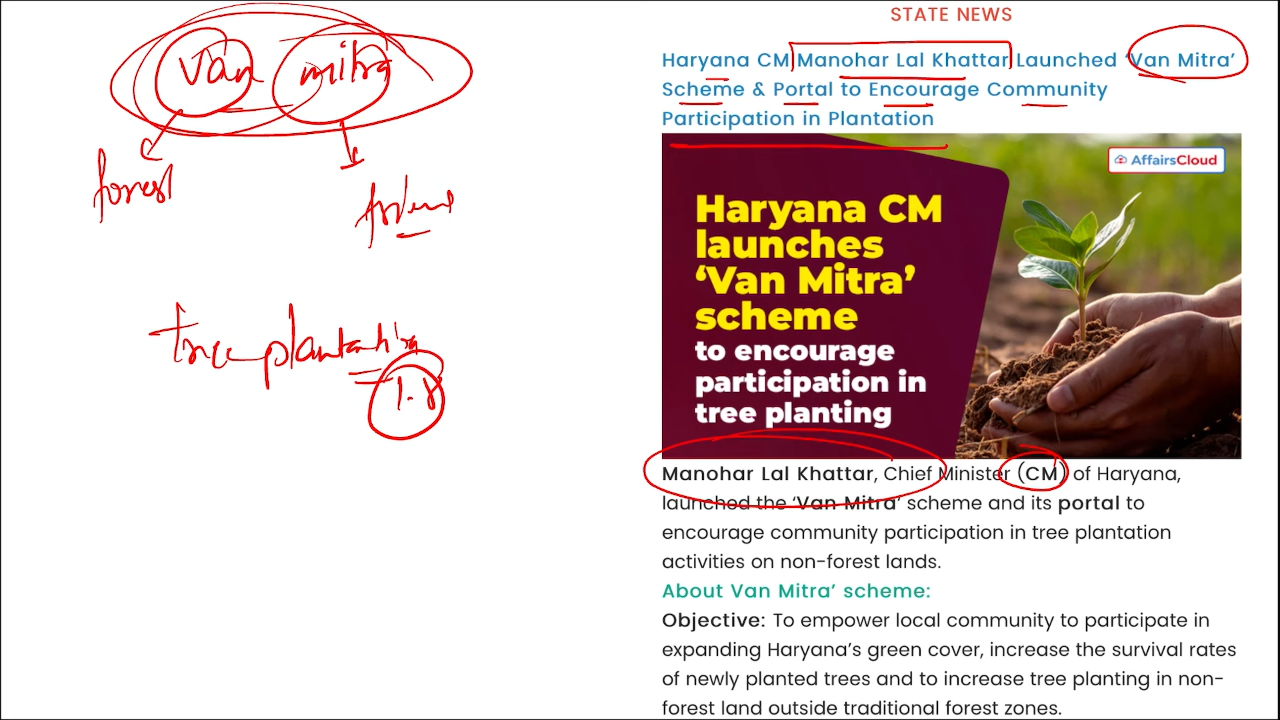 van mitra
forest
tree plantation
1.8
STATE NEWS
Haryana CM Manohar Lal Khattar Launched ‘Van Mitra’
Scheme & Portal to Encourage Community
Participation in Plantation
AffairsCloud
Haryana CM
launches
‘Van Mitra’
scheme
to encourage
participation in
tree planting
Manohar Lal Khattar, Chief Minister (CM) of Haryana,
launched the ‘Van Mitra’ scheme and its portal to
encourage community participation in tree plantation
activities on non-forest lands.
About Van Mitra’ scheme:
Objective: To empower local community to participate in
expanding Haryana’s green cover, increase the survival rates
of newly planted trees and to increase tree planting in non-
forest land outside traditional forest zones.